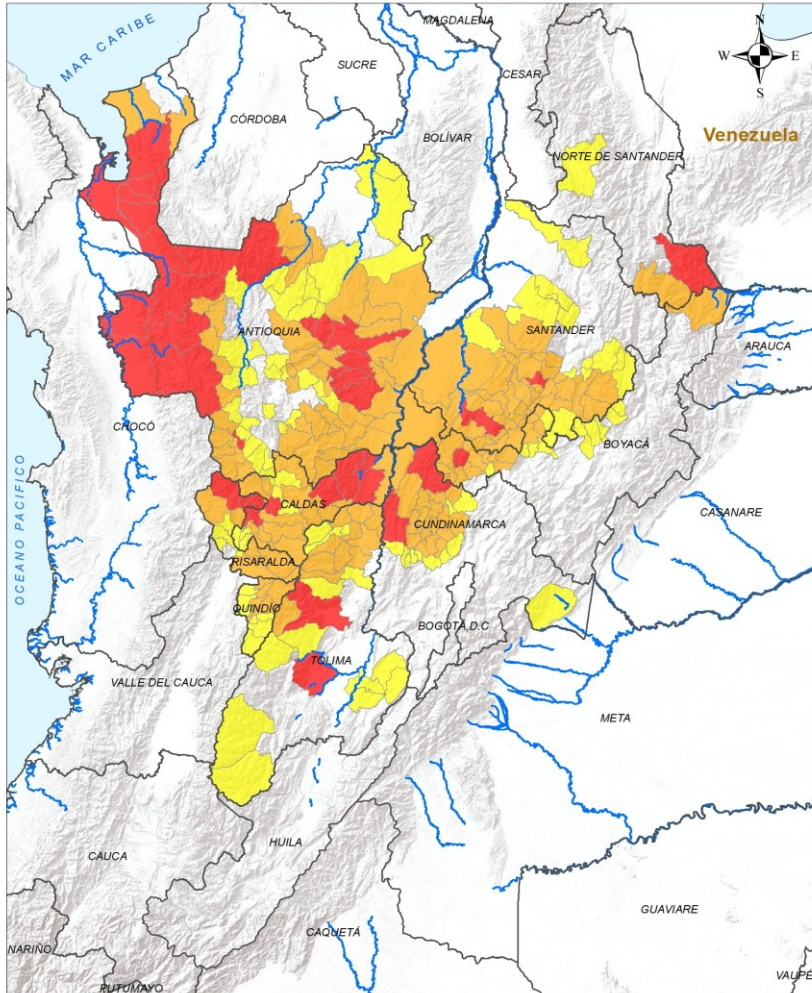 MAGDALENA
N
MAR CARIBE
SUCRE
CESAR
W
E
S
CÓRDOBA
BOLÍVAR
Venezuela
NORTE DE SANTANDER
ANTIOQUIA
SANTANDER
ARAUCA
CHOCÓ
BOYACÁ
CALDAS
CASANARE
CUNDINAMARCA
OCEANO PACIFICO
RISARALDA
QUINDÍO
BOGOTÁ,D.C
TOLIMA
VALLE DEL CAUCA
META
HUILA
CAUCA
GUAVIARE
CAQUETÁ
NARIÑO
PUTUMAYO
VAUPÉ